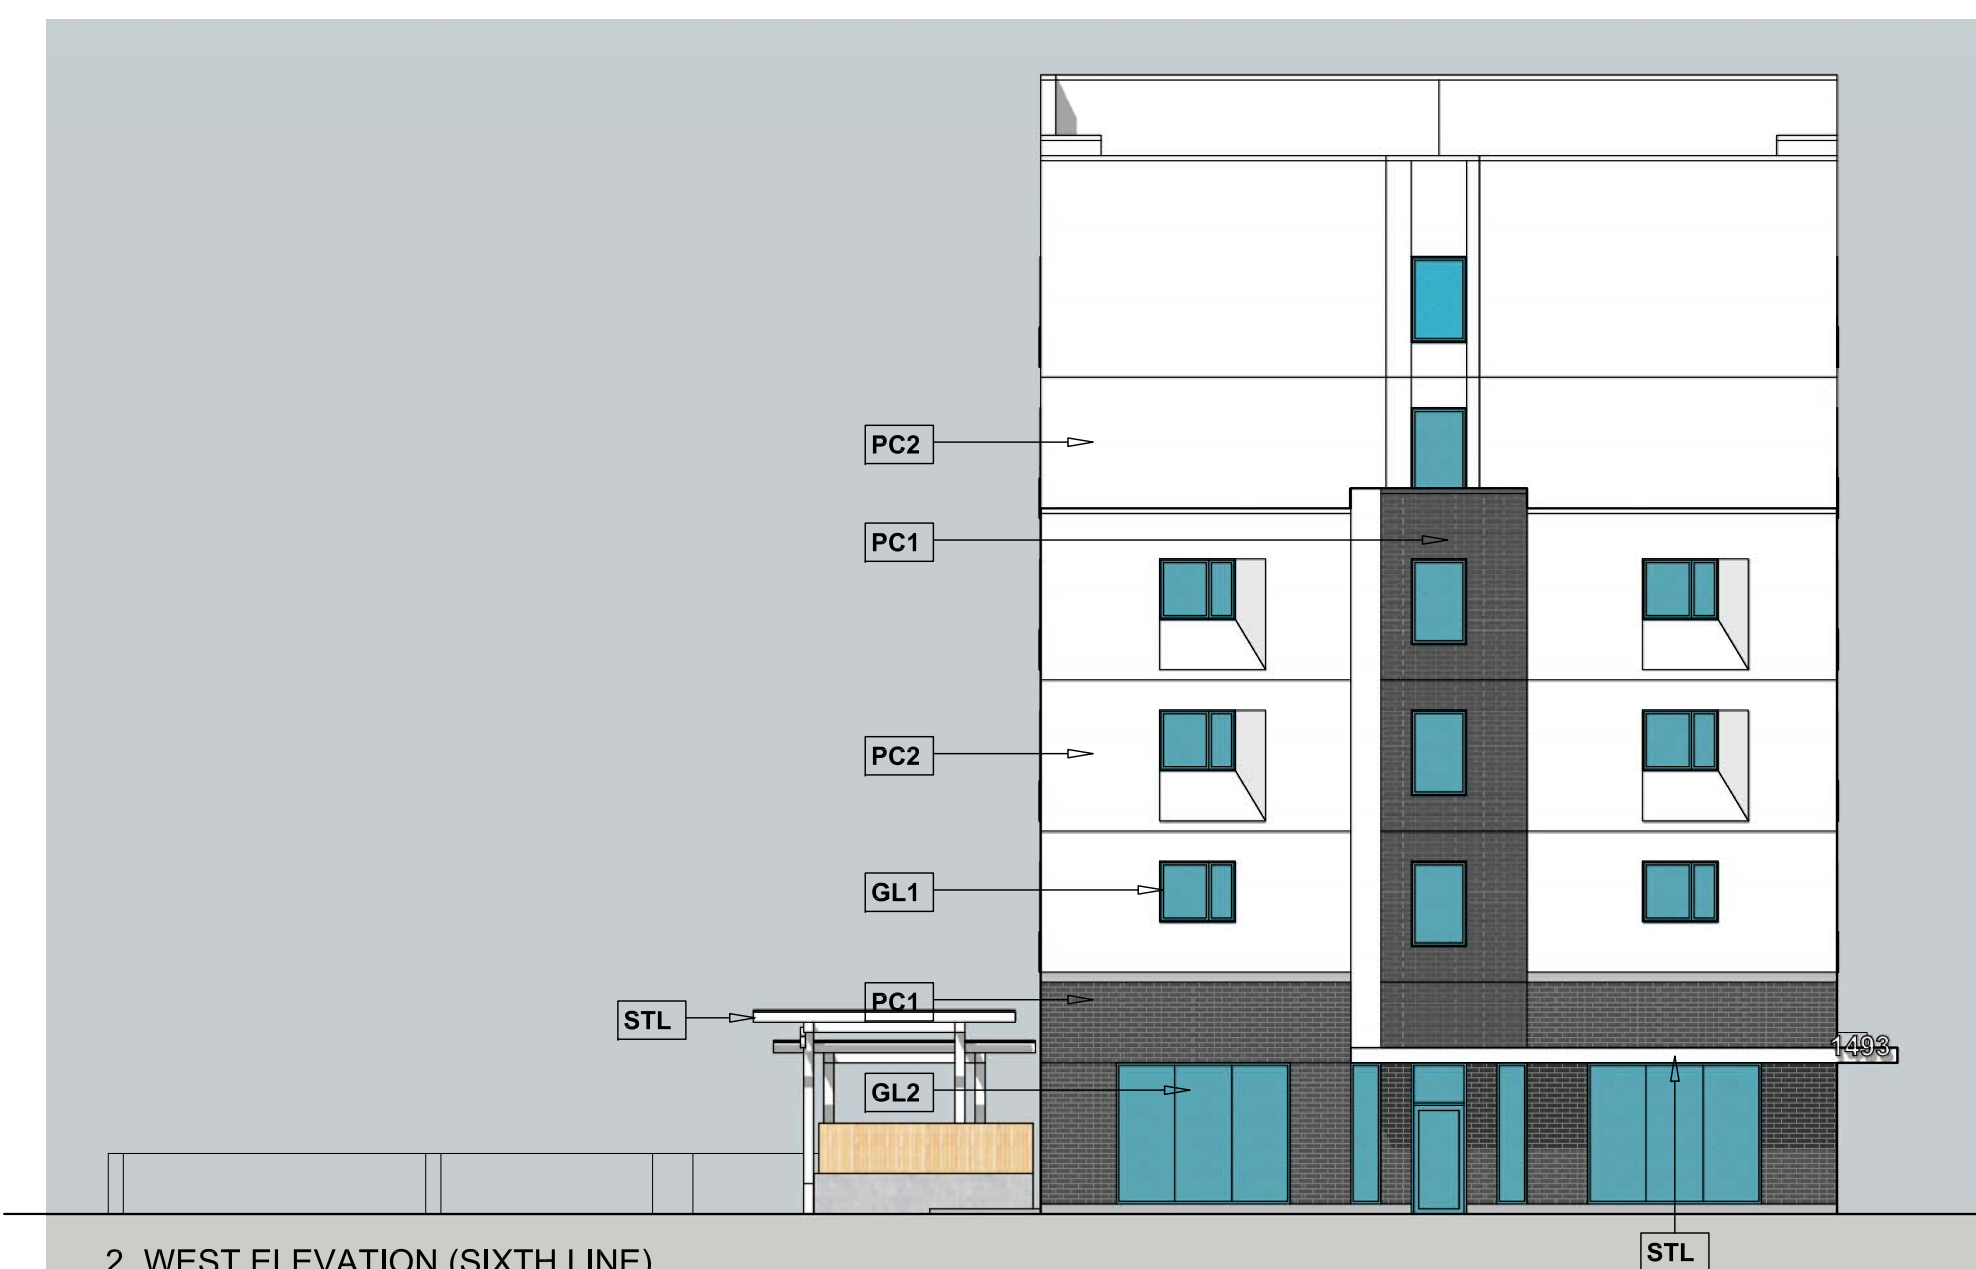 PC2
PC1
PC2
GL1
PC1
STL
1493
GL2
STL
2. WEST ELEVATION (SIXTH LINE)